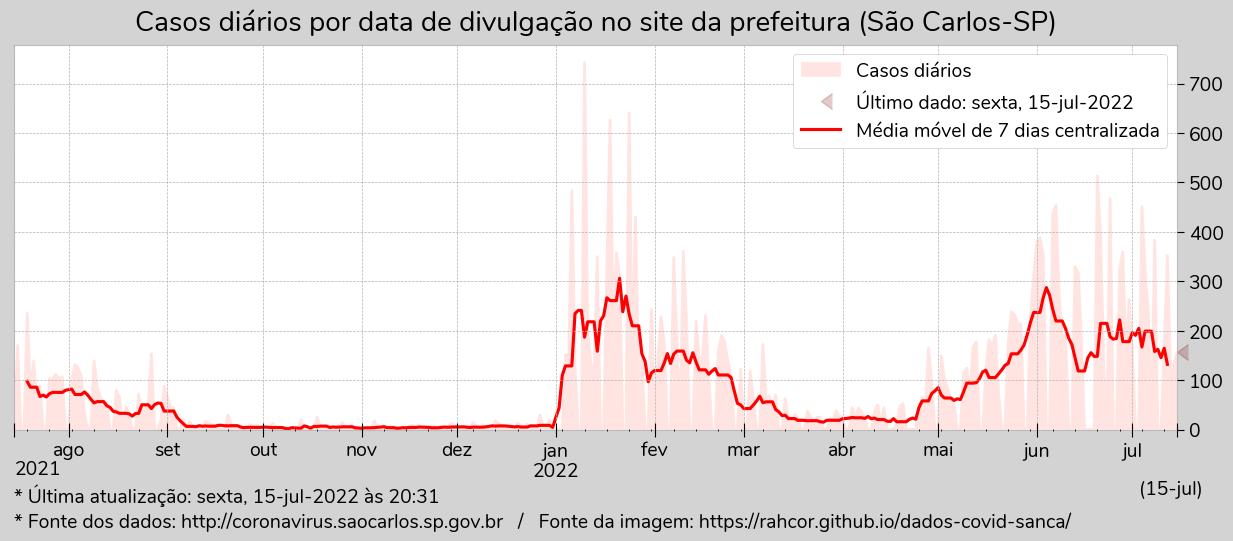 Casos diários por data de divulgação no site da prefeitura (São Carlos-SP)
Casos diários
Último dado: sexta, 15-jul-2022
Média móvel de 7 dias centralizada
700
600
500
400
300
200
100
0
ago set out nov dez jan fev mar abr mai jun jul
2021 2022
(15-jul)
* Última atualização: sexta, 15-jul-2022 às 20:31
* Fonte dos dados: http://coronavirus.saocarlos.sp.gov.br / Fonte da imagem: https://rahcor.github.io/dados-covid-sanca/